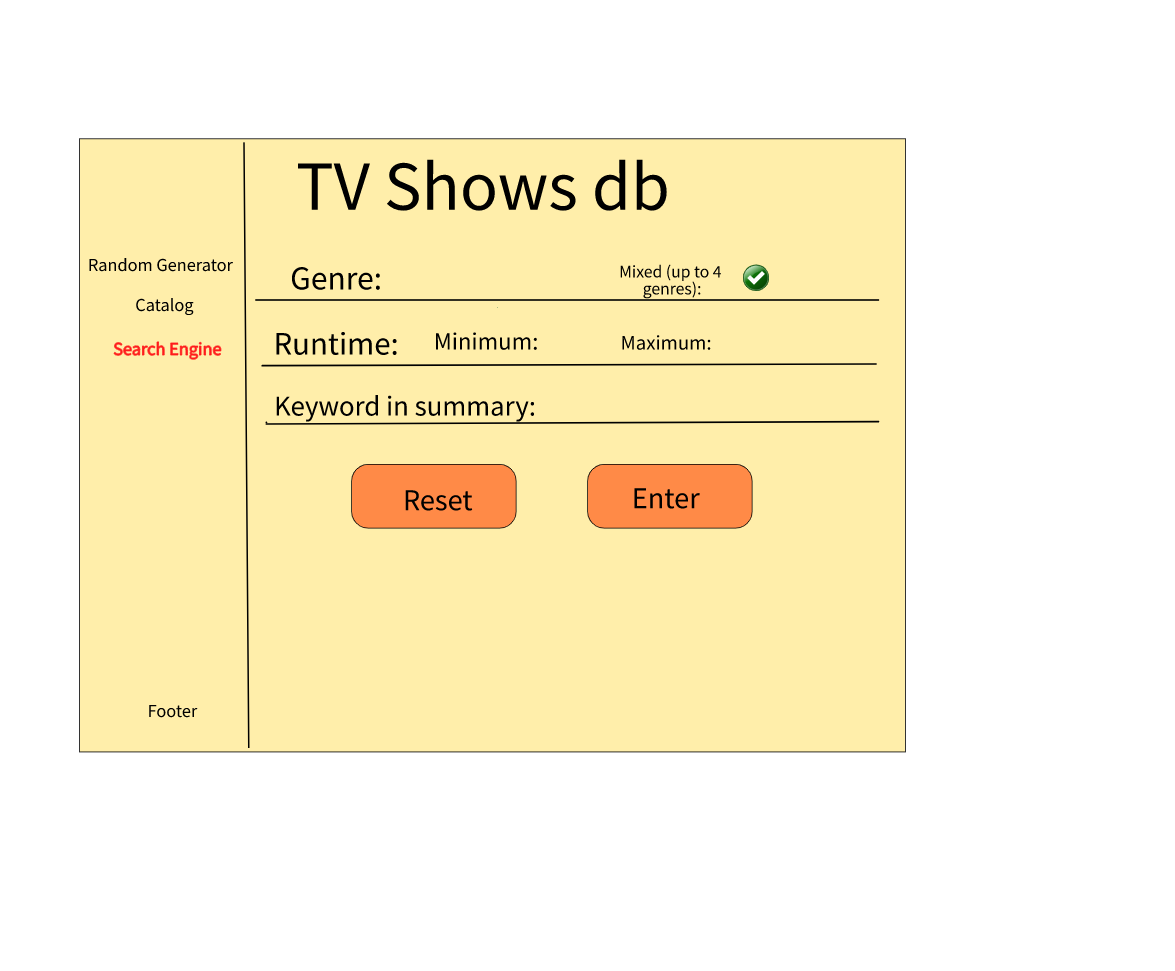 TV Shows db
Random Generator
Catalog
Search Engine
Footer
Genre:
Mixed (up to 4
genres):
Runtime:
Minimum:
Maximum:
Keyword in summary:
Reset
Enter